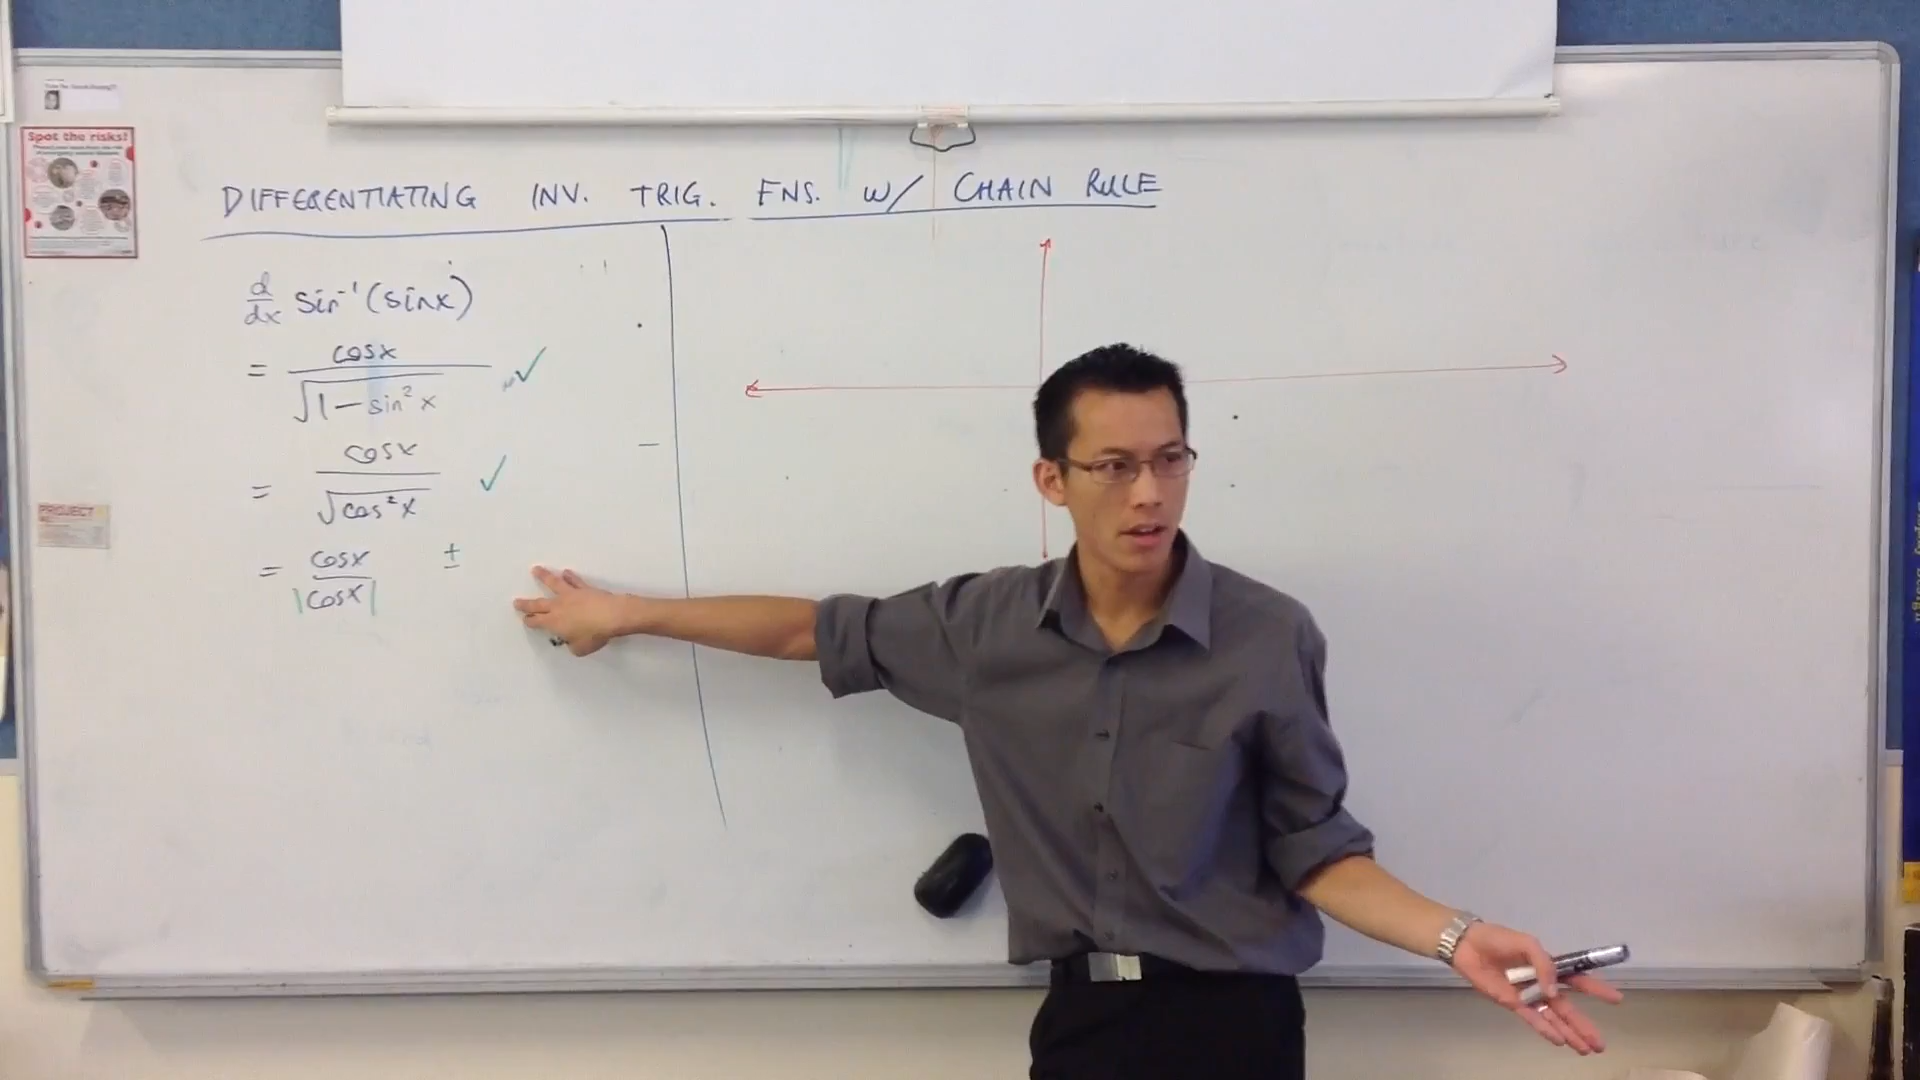 Spot the risks!
DIFFERENTIATING INV. TRIG. FNS. W/ CHAIN RULE
d/dx sin⁻¹(sinx)
= cosx / √1 − sin²x ✓
= cosx / √cos²x ✓
= cosx / |cosx| ±
PROJECT